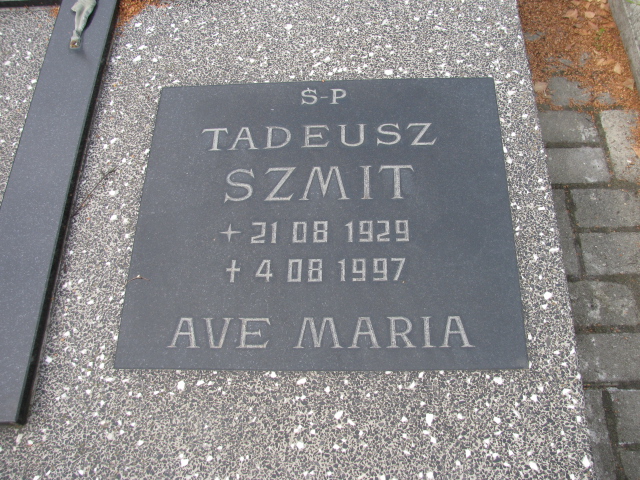 S-P
TADEUSZ
SZMIT
+ 21 08 1929
† 4 08 1997
AVE MARIA